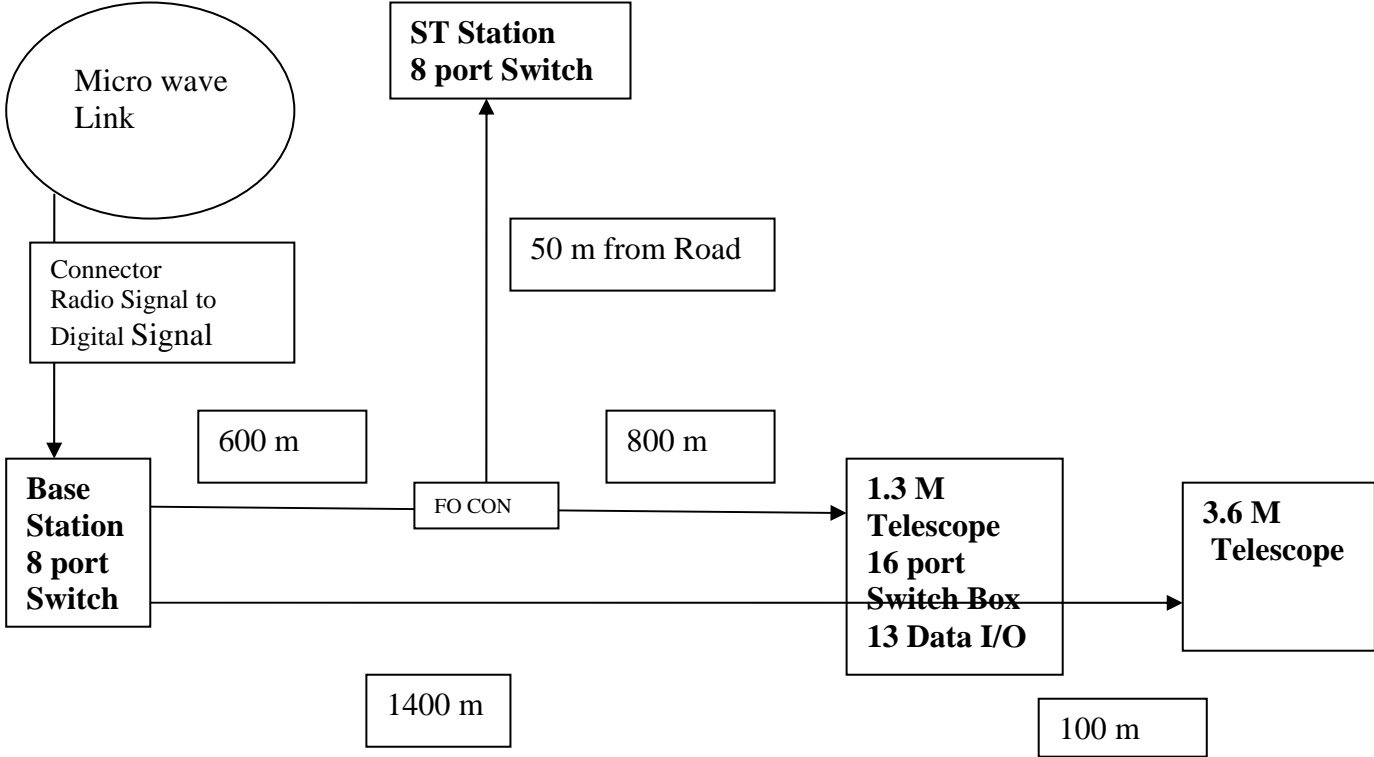 Micro wave
Link
ST Station
8 port Switch
50 m from Road
Connector
Radio Signal to
Digital Signal
600 m
800 m
Base
Station
8 port
Switch
FO CON
1.3 M
Telescope
16 port
Switch Box
13 Data I/O
3.6 M
Telescope
1400 m
100 m